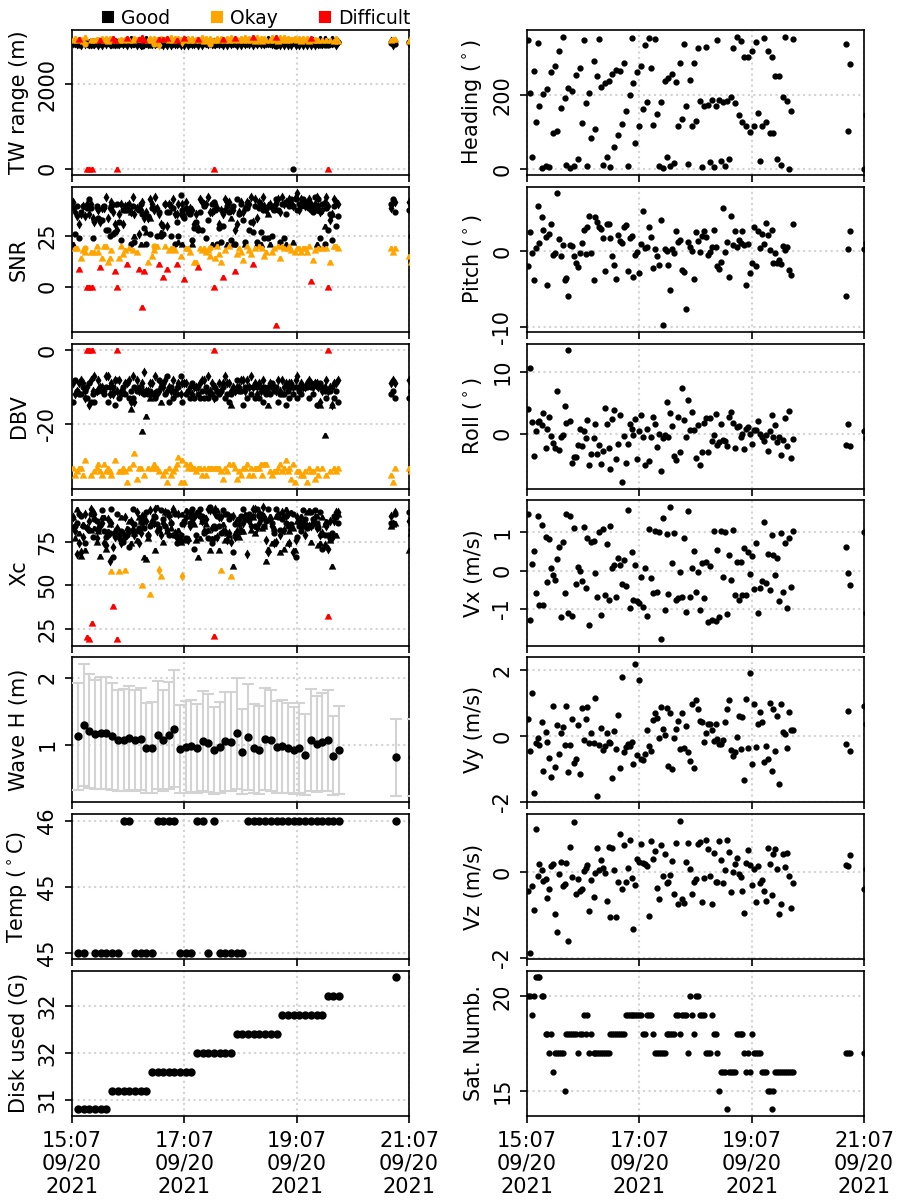 Good Okay Difficult
TW range (m)
2000
0
Heading (°)
200
0
SNR
25
0
Pitch (°)
0
-10
DBV
0
-20
Roll (°)
10
0
Xc
75
50
25
Vx (m/s)
1
0
-1
Wave H (m)
2
1
Vy (m/s)
2
0
-2
Temp (°C)
46
45
45
Vz (m/s)
0
-2
Disk used (G)
32
32
31
Sat. Numb.
20
15
15:07 17:07 19:07 21:07 15:07 17:07 19:07 21:07
09/20 09/20 09/20 09/20 09/20 09/20 09/20 09/20
2021 2021 2021 2021 2021 2021 2021 2021